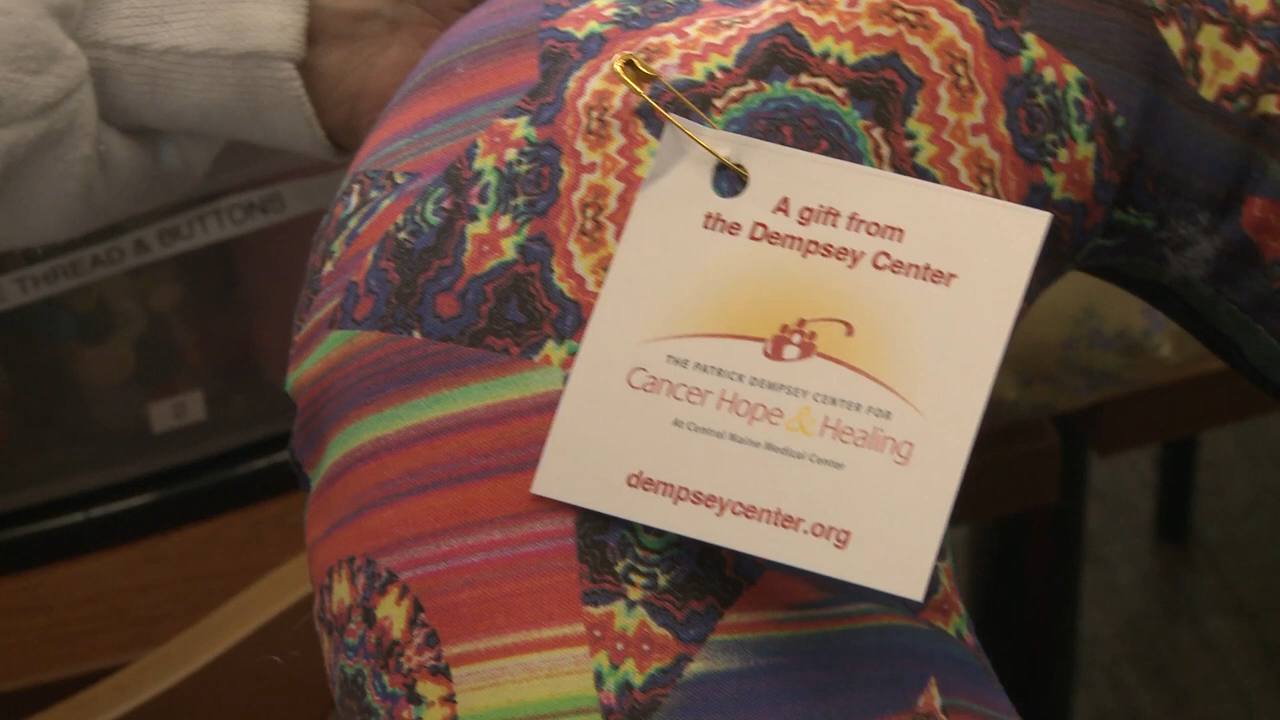 THREAD & BUTTONS
2
A gift from
the Dempsey Center
THE PATRICK DEMPSEY CENTER FOR
Cancer Hope & Healing
At Central Maine Medical Center
dempseycenter.org